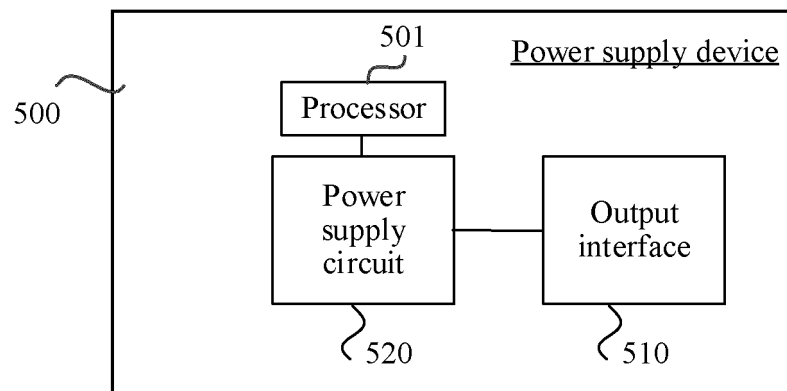 501
Power supply device
500
Processor
Power
supply
circuit
Output
interface
520
510